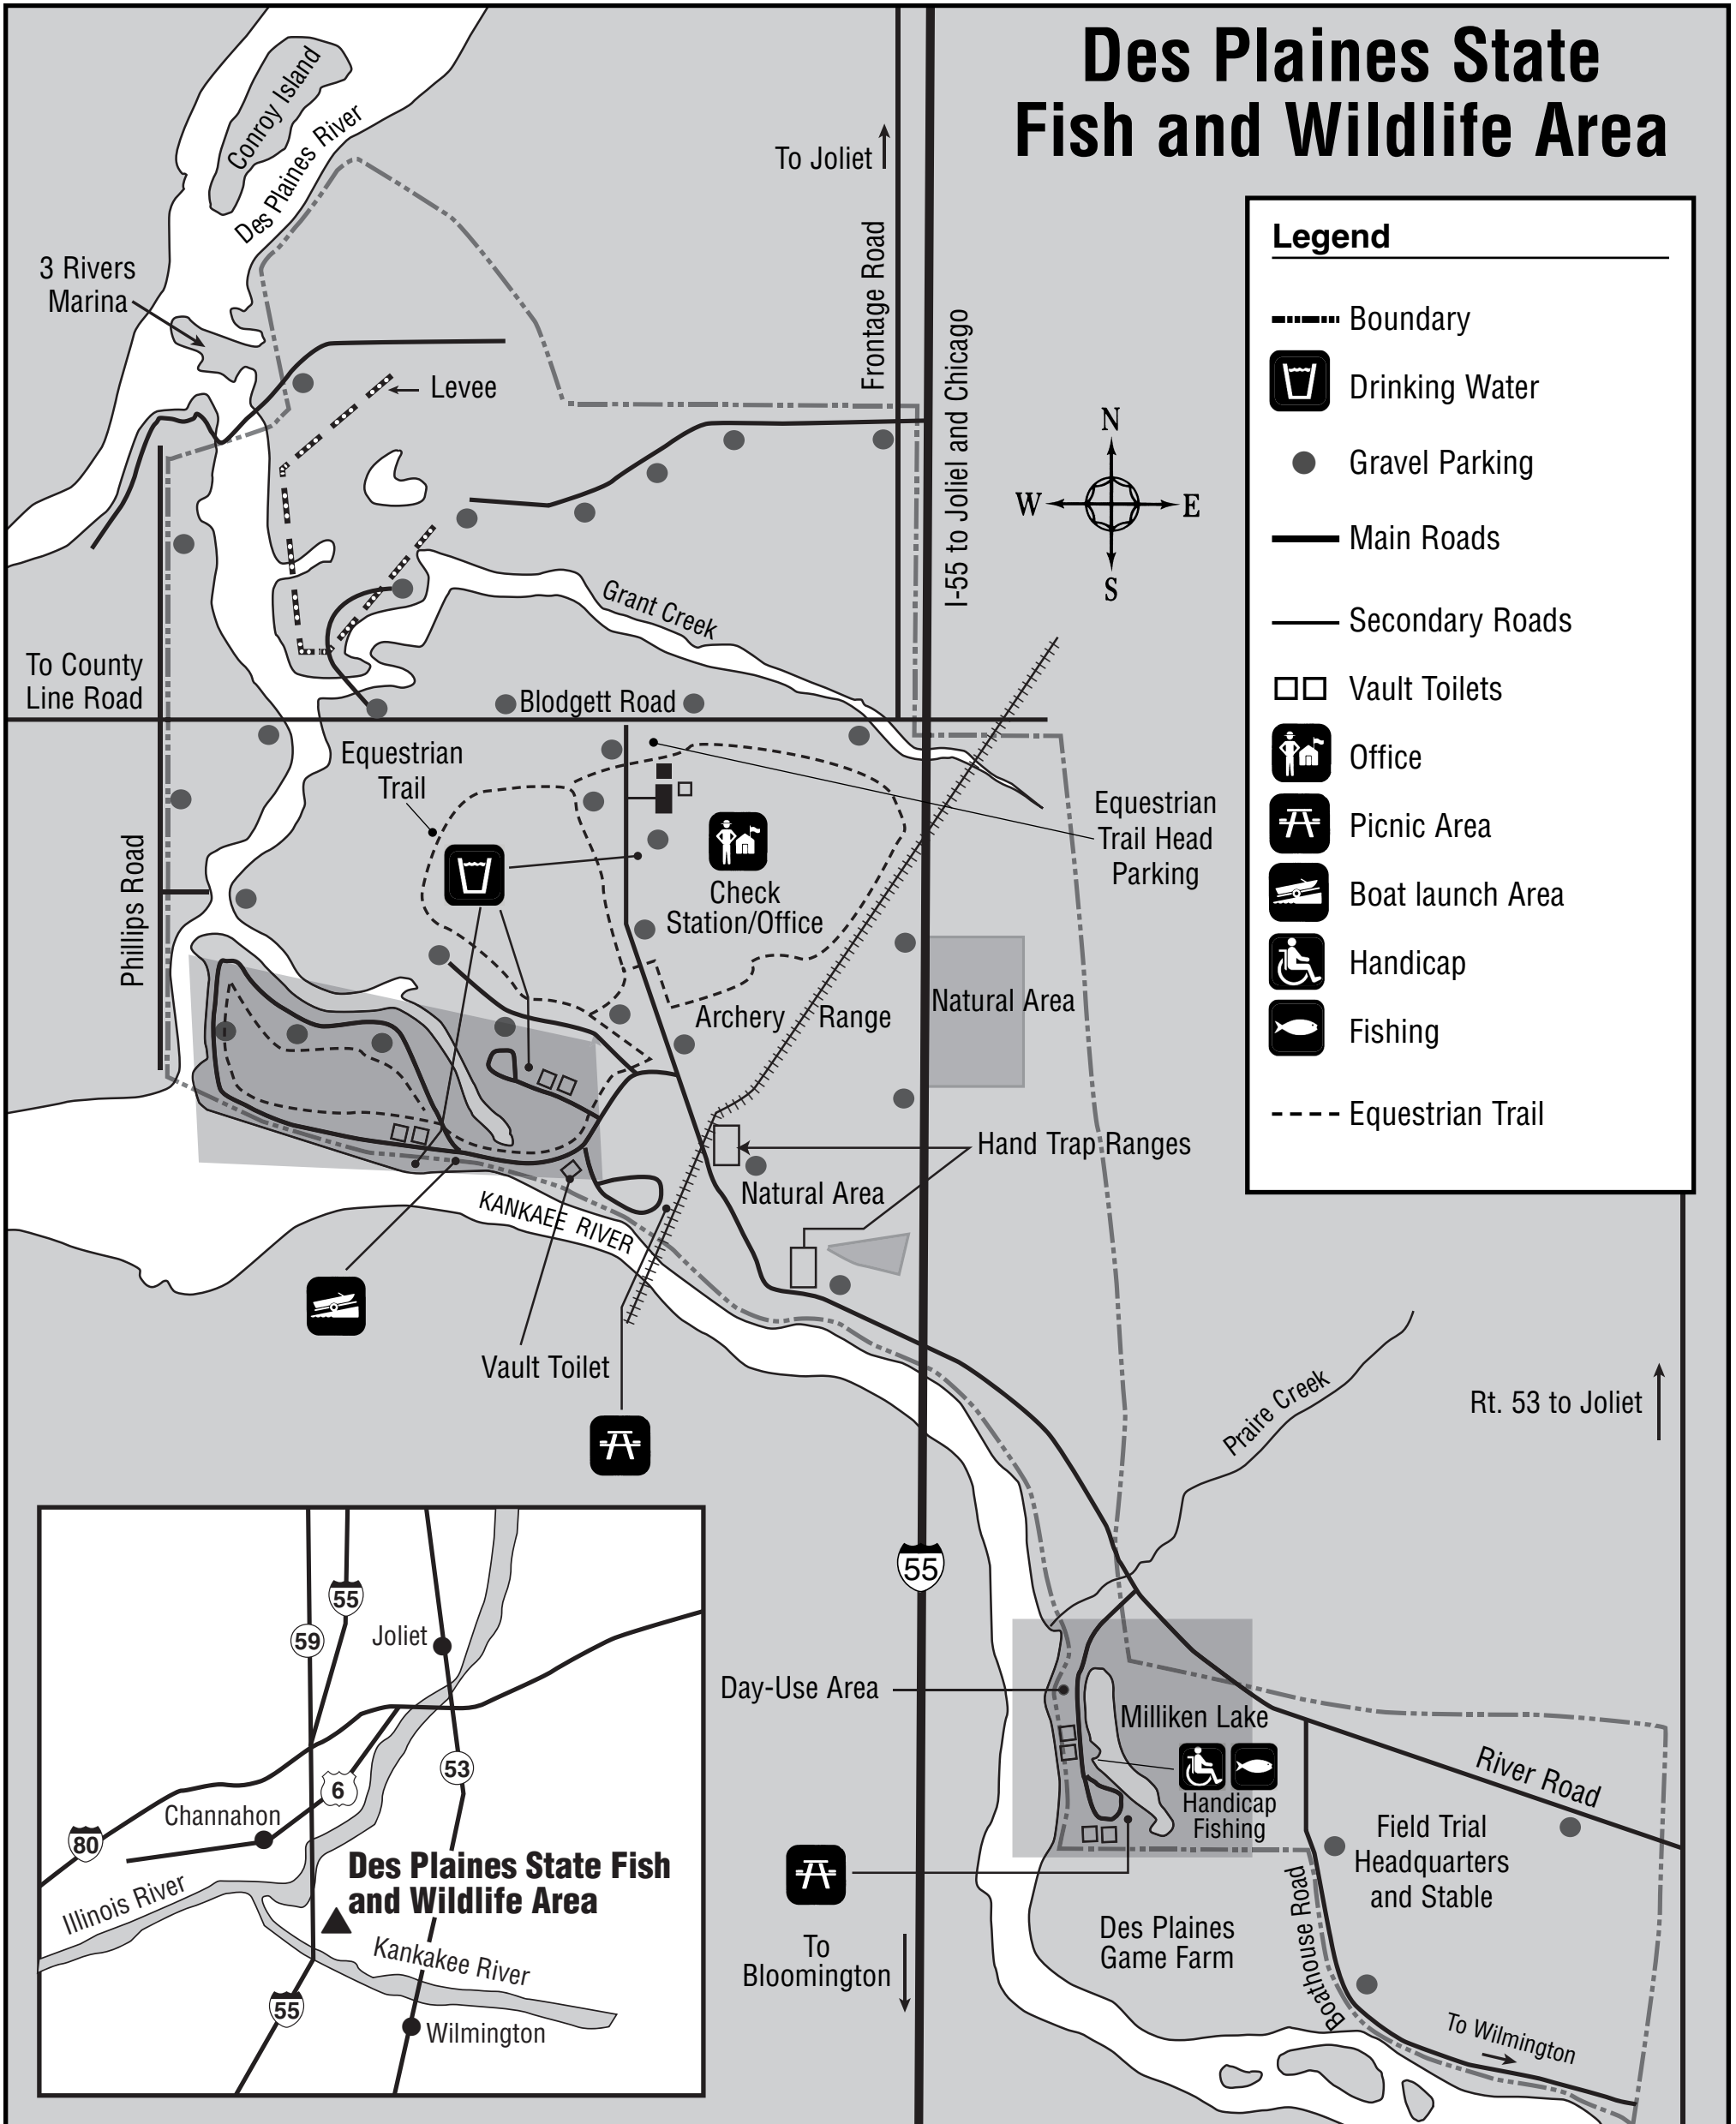 Des Plaines State
Fish and Wildlife Area
Conroy Island
Des Plaines River
To Joliet
3 Rivers
Marina
Frontage Road
I-55 to Joliel and Chicago
Levee
Legend
Boundary
Drinking Water
Gravel Parking
Main Roads
Secondary Roads
Vault Toilets
Office
Picnic Area
Boat launch Area
Handicap
Fishing
Equestrian Trail
N
W
E
S
Grant Creek
To County
Line Road
Blodgett Road
Equestrian
Trail
Equestrian
Trail Head
Parking
Phillips Road
Check
Station/Office
Natural Area
Archery Range
Hand Trap Ranges
Natural Area
KANKAEE RIVER
Vault Toilet
Praire Creek
Rt. 53 to Joliet
55
Day-Use Area
Milliken Lake
Handicap
Fishing
River Road
Field Trial
Headquarters
and Stable
Boathouse Road
Des Plaines
Game Farm
To
Bloomington
To Wilmington
55
59
Joliet
53
6
Channahon
80
Des Plaines State Fish
and Wildlife Area
Illinois River
Kankakee River
55
Wilmington